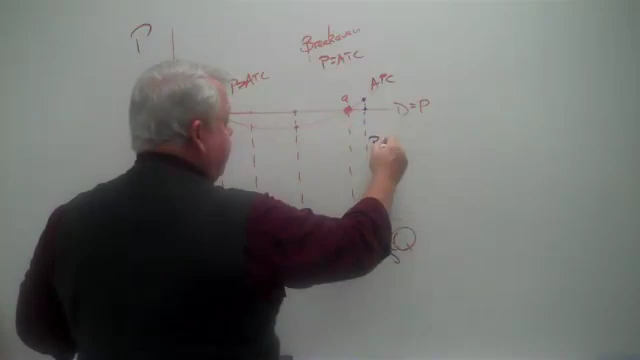 P
Breakeven
P=ATC
P=ATC
ATC
a
D=P
Q